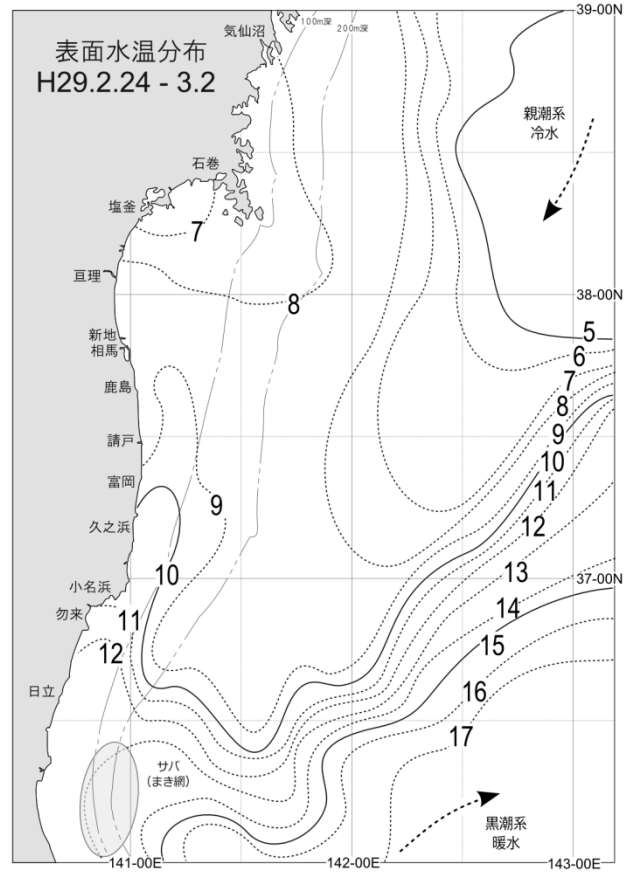 表面水温分布
H29.2.24 - 3.2
100m深
200m深
39-00N
気仙沼
親潮系
冷水
石巻
塩釜
7
亘理
8
38-00N
新地
相馬
5
6
7
8
9
10
11
12
13
14
15
16
17
鹿島
請戸
富岡
9
久之浜
10
37-00N
小名浜
勿来
11
12
日立
サバ
(まき網)
黒潮系
暖水
141-00E
142-00E
143-00E